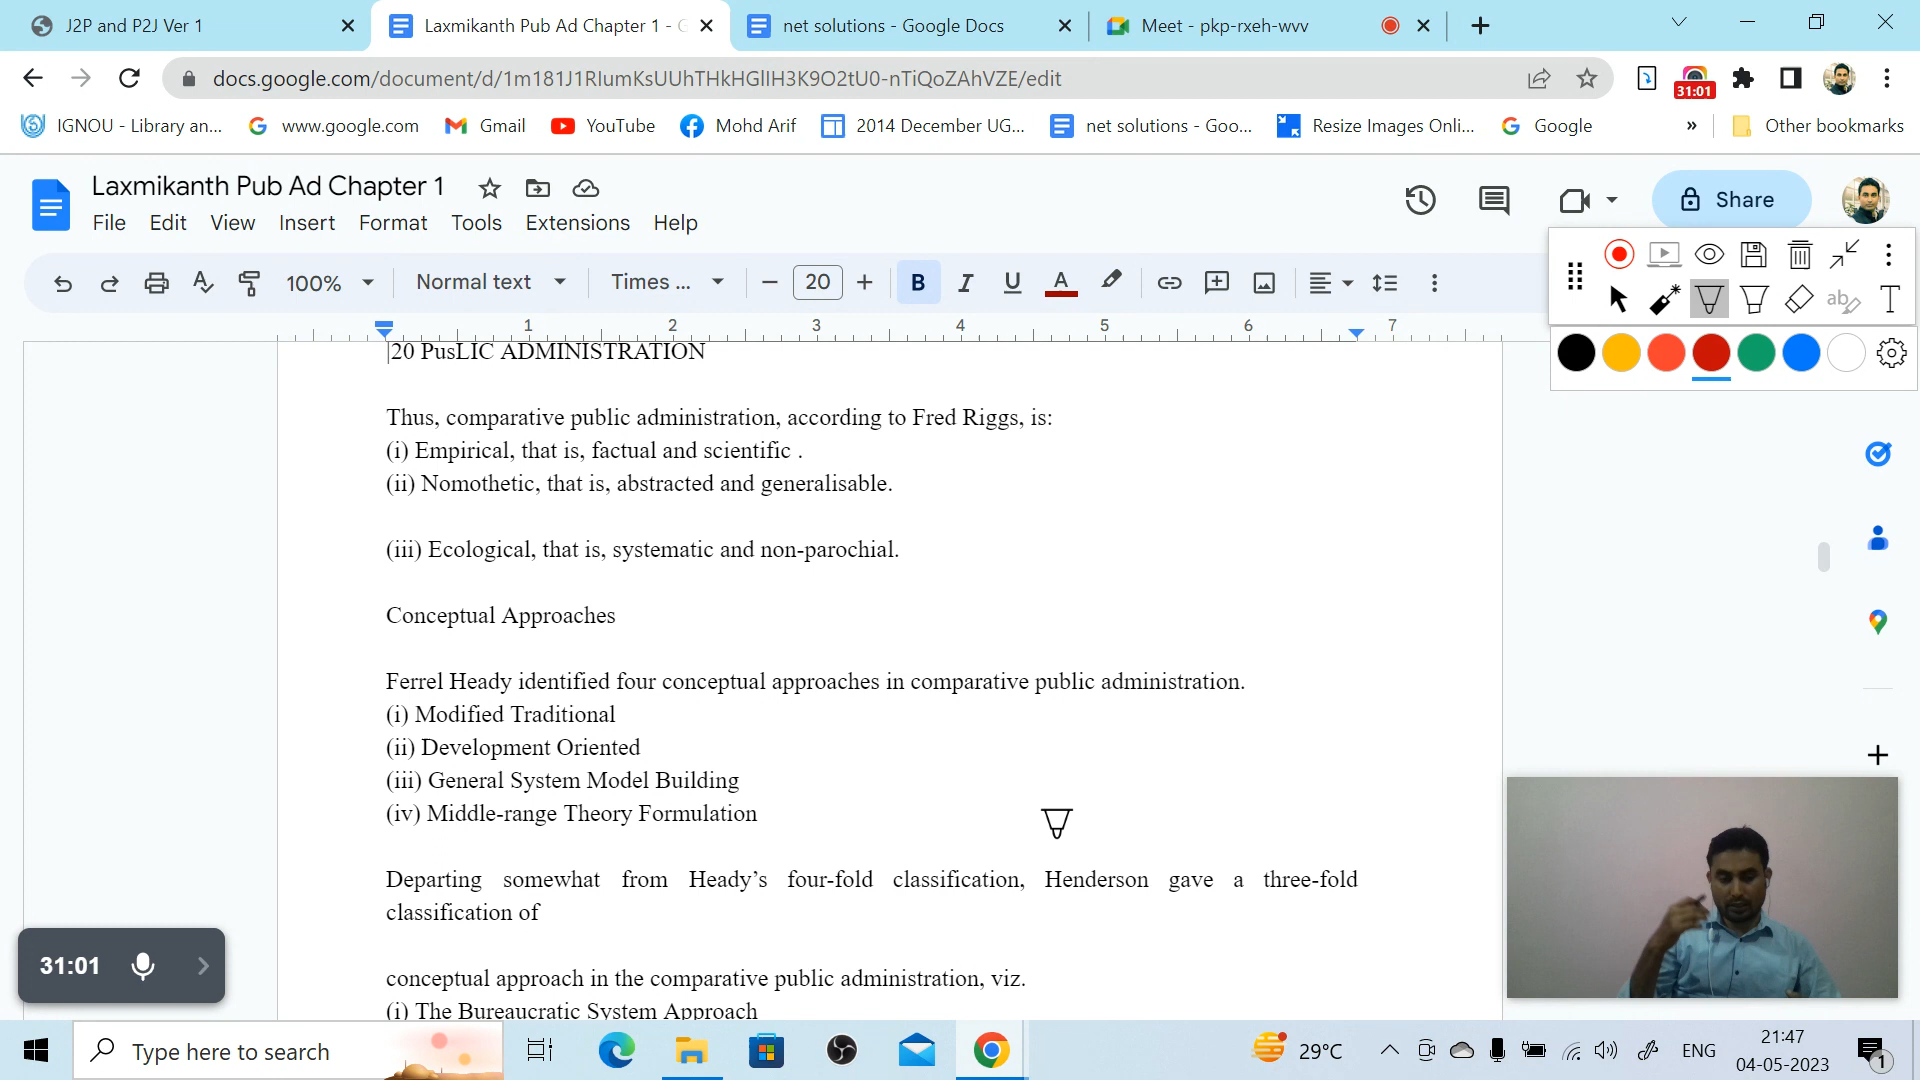 J2P and P2J Ver 1
Laxmikanth Pub Ad Chapter 1 -
net solutions - Google Docs
Meet - pkp-rxeh-wvv
docs.google.com/document/d/1m181J1RIumKsUUhTHkHGlIH3K9O2tU0-nTiQoZAhVZE/edit
31:01
IGNOU - Library an...
www.google.com
Gmail
YouTube
Mohd Arif
2014 December UG...
net solutions - Goo...
Resize Images Onli...
Google
»
Other bookmarks
Laxmikanth Pub Ad Chapter 1
Share
File Edit View Insert Format Tools Extensions Help
100% Normal text Times ... 20 B I U A
ab T
1 2 3 4 5 6 7
20 PusLIC ADMINISTRATION
Thus, comparative public administration, according to Fred Riggs, is:
(i) Empirical, that is, factual and scientific .
(ii) Nomothetic, that is, abstracted and generalisable.
(iii) Ecological, that is, systematic and non-parochial.
Conceptual Approaches
Ferrel Heady identified four conceptual approaches in comparative public administration.
(i) Modified Traditional
(ii) Development Oriented
(iii) General System Model Building
(iv) Middle-range Theory Formulation
Departing somewhat from Heady’s four-fold classification, Henderson gave a three-fold
classification of
conceptual approach in the comparative public administration, viz.
(i) The Bureaucratic System Approach
31:01
Type here to search
29°C
ENG
21:47
04-05-2023
1